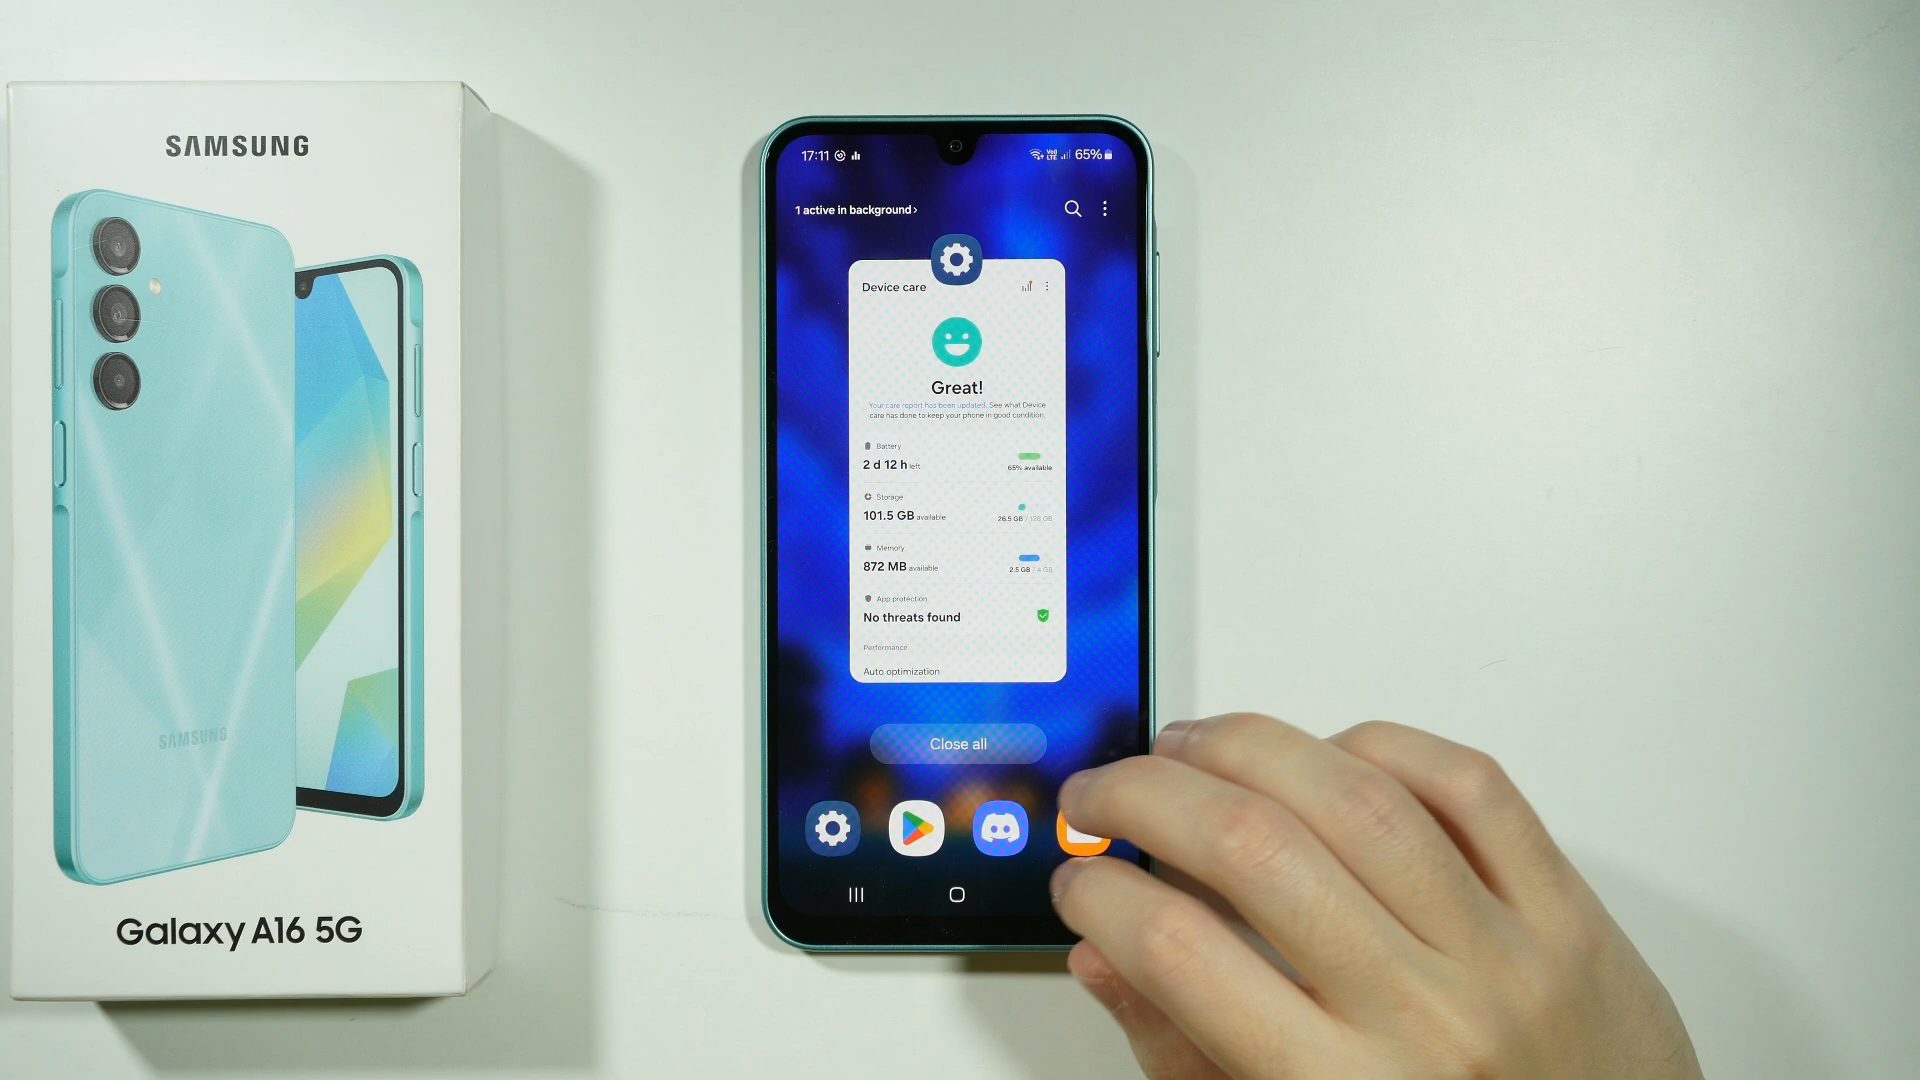 SAMSUNG
SAMSUNG
Galaxy A16 5G
17:11
Vo)) LTE
65%
1 active in background ›
Device care
Great!
Your care report has been updated. See what Device
care has done to keep your phone in good condition.
Battery
2 d 12 h left
65% available
Storage
101.5 GB available
26.5 GB / 128 GB
Memory
872 MB available
2.5 GB / 4 GB
App protection
No threats found
Performance
Auto optimization
Close all